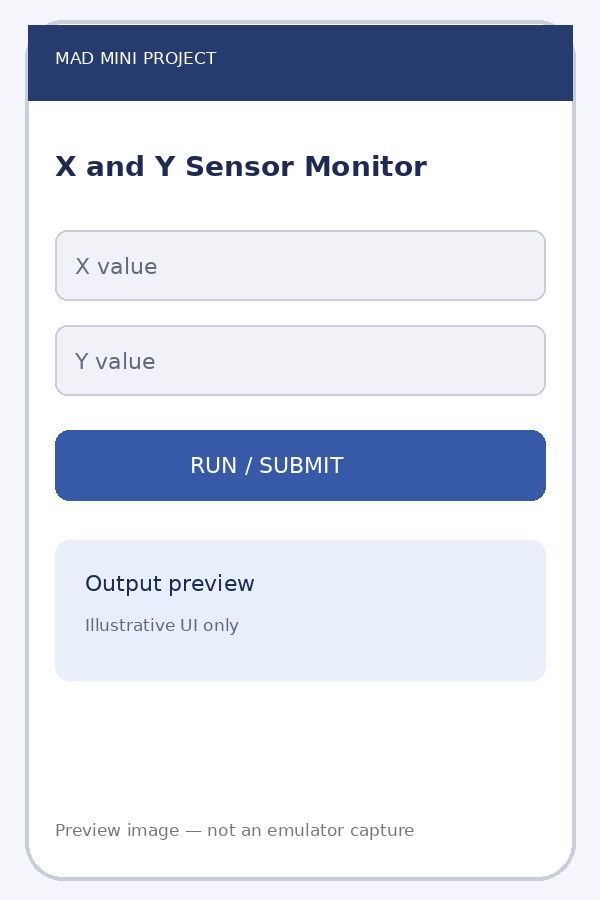 MAD MINI PROJECT
X and Y Sensor Monitor
X value
Y value
RUN / SUBMIT
Output preview
Illustrative UI only
Preview image — not an emulator capture